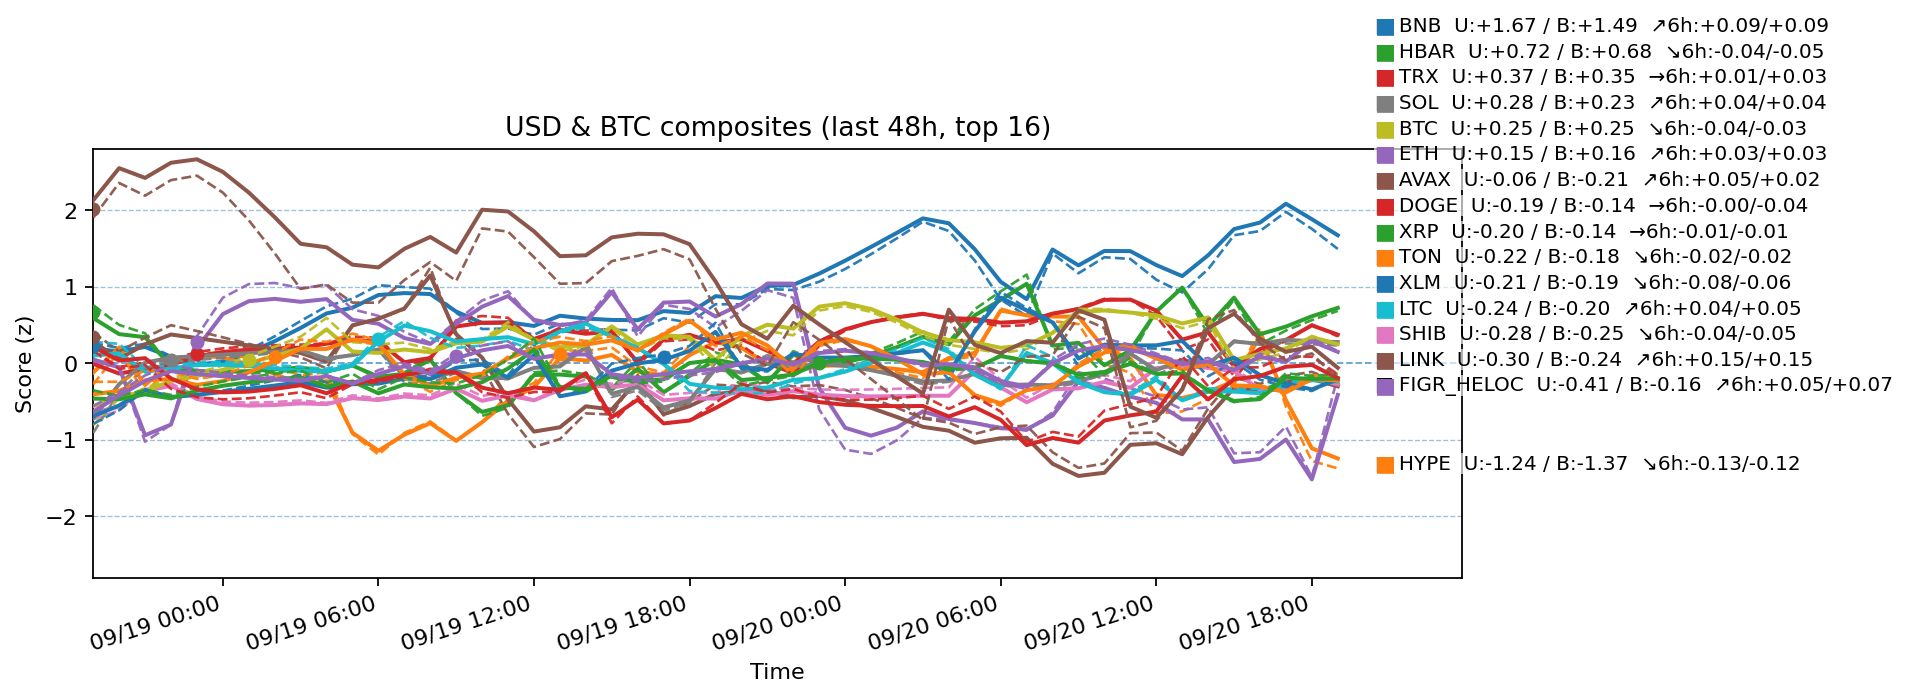 BNB U:+1.67 / B:+1.49 ↗6h:+0.09/+0.09
HBAR U:+0.72 / B:+0.68 ↘6h:-0.04/-0.05
TRX U:+0.37 / B:+0.35 →6h:+0.01/+0.03
SOL U:+0.28 / B:+0.23 ↗6h:+0.04/+0.04
BTC U:+0.25 / B:+0.25 ↘6h:-0.04/-0.03
ETH U:+0.15 / B:+0.16 ↗6h:+0.03/+0.03
AVAX U:-0.06 / B:-0.21 ↗6h:+0.05/+0.02
DOGE U:-0.19 / B:-0.14 →6h:-0.00/-0.04
XRP U:-0.20 / B:-0.14 →6h:-0.01/-0.01
TON U:-0.22 / B:-0.18 ↘6h:-0.02/-0.02
XLM U:-0.21 / B:-0.19 ↘6h:-0.08/-0.06
LTC U:-0.24 / B:-0.20 ↗6h:+0.04/+0.05
SHIB U:-0.28 / B:-0.25 ↘6h:-0.04/-0.05
LINK U:-0.30 / B:-0.24 ↗6h:+0.15/+0.15
FIGR_HELOC U:-0.41 / B:-0.16 ↗6h:+0.05/+0.07
HYPE U:-1.24 / B:-1.37 ↘6h:-0.13/-0.12
USD & BTC composites (last 48h, top 16)
Score (z)
2
1
0
−1
−2
09/19 00:00
09/19 06:00
09/19 12:00
09/19 18:00
09/20 00:00
09/20 06:00
09/20 12:00
09/20 18:00
Time